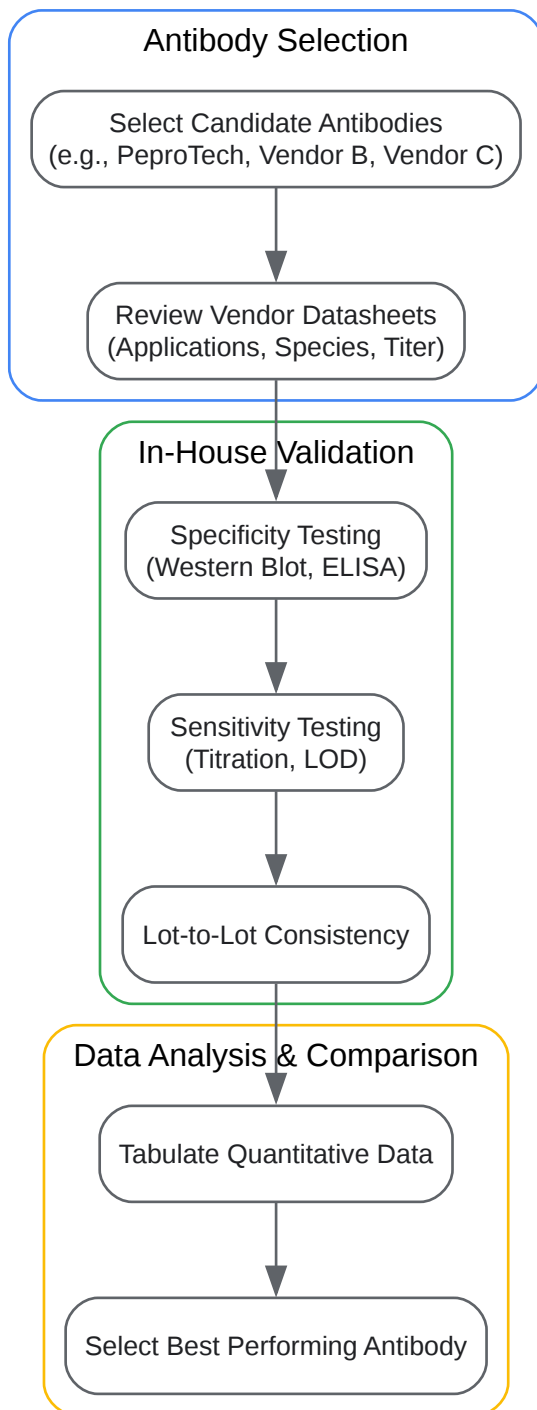 Antibody Selection
Select Candidate Antibodies
(e.g., PeproTech, Vendor B, Vendor C)
Review Vendor Datasheets
(Applications, Species, Titer)
In-House Validation
Specificity Testing
(Western Blot, ELISA)
Sensitivity Testing
(Titration, LOD)
Lot-to-Lot Consistency
Data Analysis & Comparison
Tabulate Quantitative Data
Select Best Performing Antibody